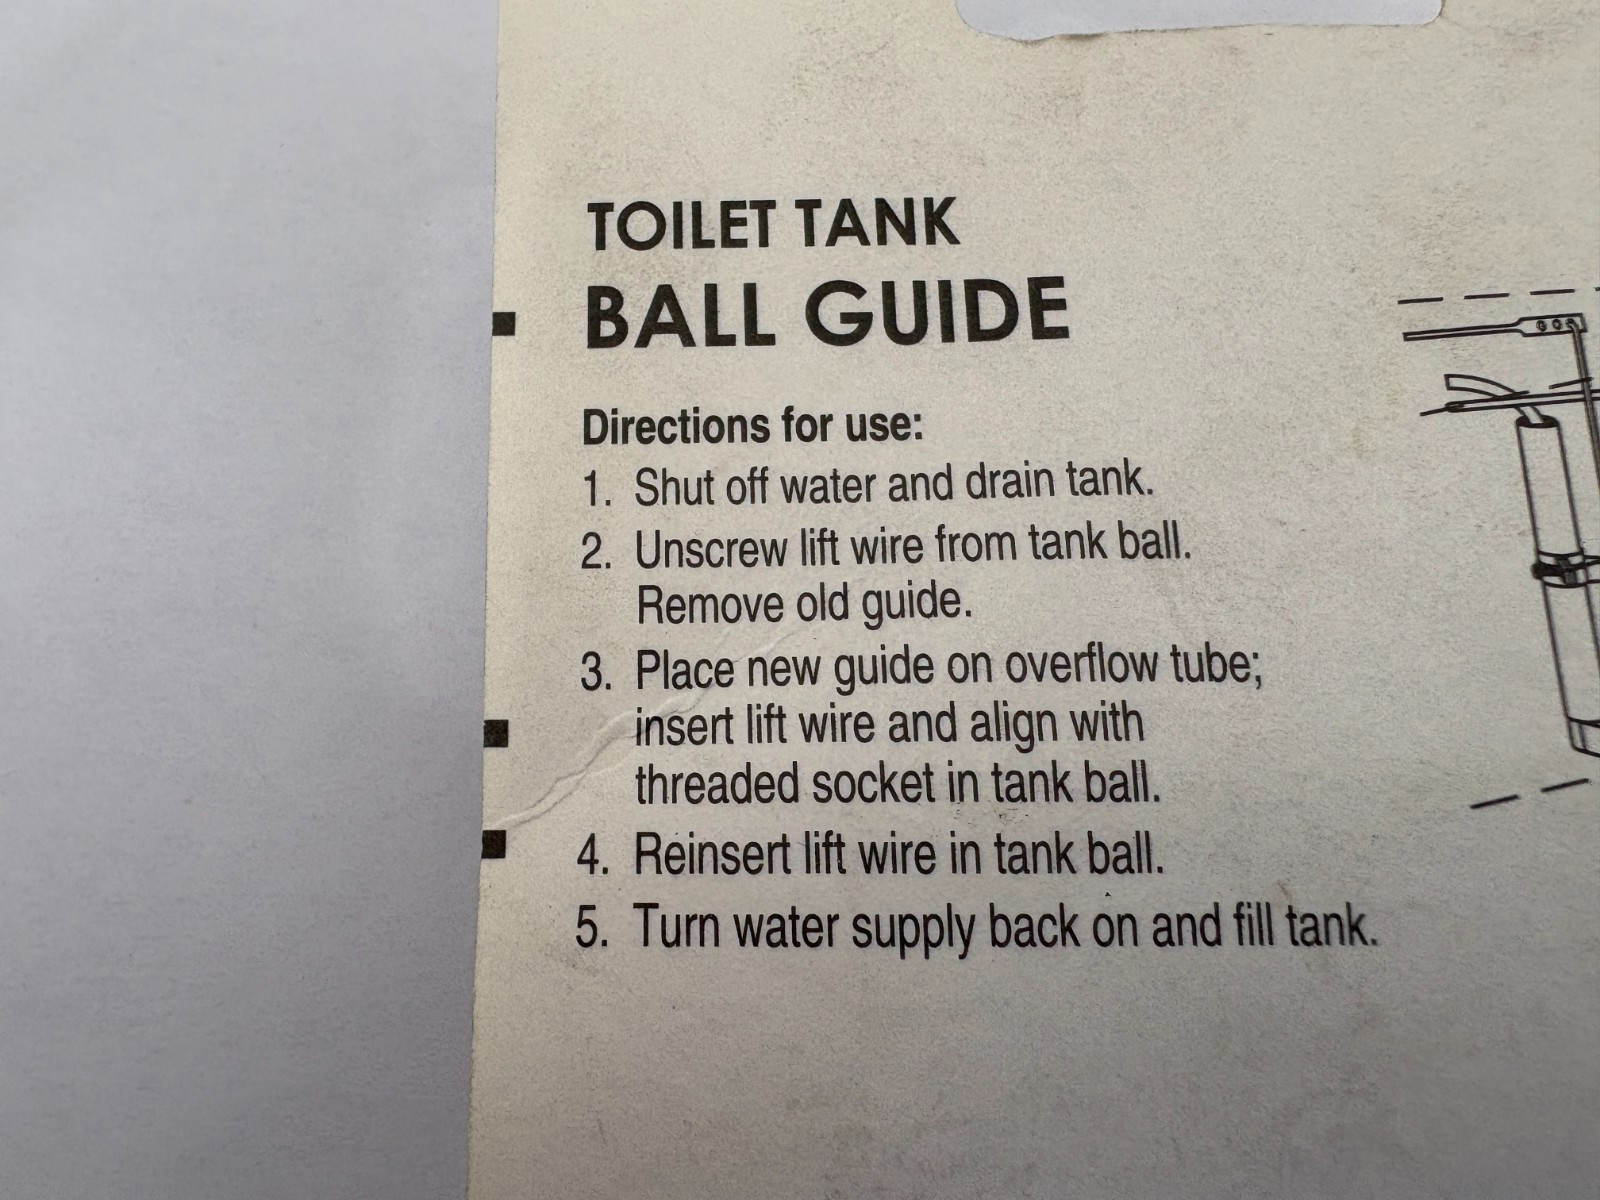 TOILET TANK
BALL GUIDE
Directions for use:
1. Shut off water and drain tank.
2. Unscrew lift wire from tank ball.
Remove old guide.
3. Place new guide on overflow tube;
insert lift wire and align with
threaded socket in tank ball.
4. Reinsert lift wire in tank ball.
5. Turn water supply back on and fill tank.